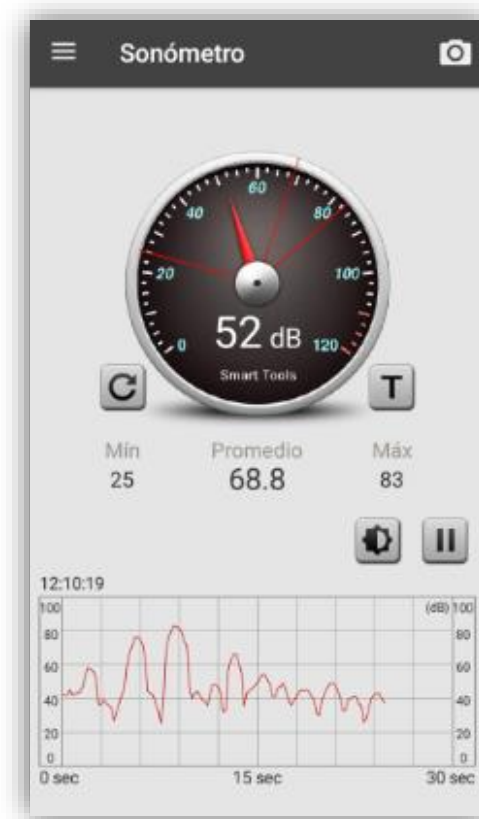 Sonómetro
60
40
80
20
100
0
52 dB
120
Smart Tools
T
Mín Promedio Máx
25 68.8 83
12:10:19
100 (dB) 100
80 80
60 60
40 40
20 20
0 0
0 sec 15 sec 30 sec